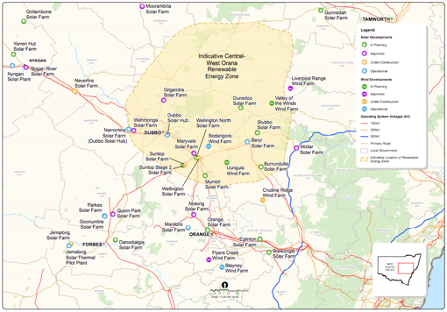 Gillambone
Solar Farm
Moorambilla
Solar Farm
Gunnedah
Solar Farm
TAMWORTH
Yarren Hut
Solar Farm
NYNGAN
Nyngan
Solar Plant
Bogan River
Solar Farm
Nevertire
Solar Farm
Indicative Central-
West Orana
Renewable
Energy Zone
Liverpool Range
Wind Farm
Gilgandra
Solar Farm
Dunedoo
Solar Farm
Valley of
the Winds
Wind Farm
Dubbo
Solar Hub
Wellington North
Solar Farm
Stubbo
Solar Farm
Wahroonga
Solar Farm
Narromine
Solar Farm
(Dubbo Solar Hub)
DUBBO
Maryvale
Solar Farm
Bodangora
Wind Farm
Beryl
Solar Farm
Wollar
Solar Farm
Suntop
Solar Farm
Suntop Stage 2
Solar Farm
Uungula
Wind Farm
Burrundulla
Solar Farm
Mumbil
Solar Farm
Wellington
Solar Farm
Crudine Ridge
Wind Farm
Parkes
Solar Farm
Quorn Park
Solar Farm
Molong
Solar Farm
Goonumbla
Solar Farm
Manildra
Solar Farm
Orange
Solar Farm
ORANGE
Jemalong
Solar Farm
FORBES
Daroobalgie
Solar Farm
Eglinton
Solar Farm
Jemalong
Solar Thermal
Pilot Plant
Flyers Creek
Wind Farm
Blayney
Wind Farm
Legend
Solar Developments
In Planning
Approved
Under Construction
Operational
Wind Developments
In Planning
Approved
Under Construction
Operational
Operating System Voltages (kV)
Primary Road
Local Government
Indicative Location of Renewable
Energy Zone